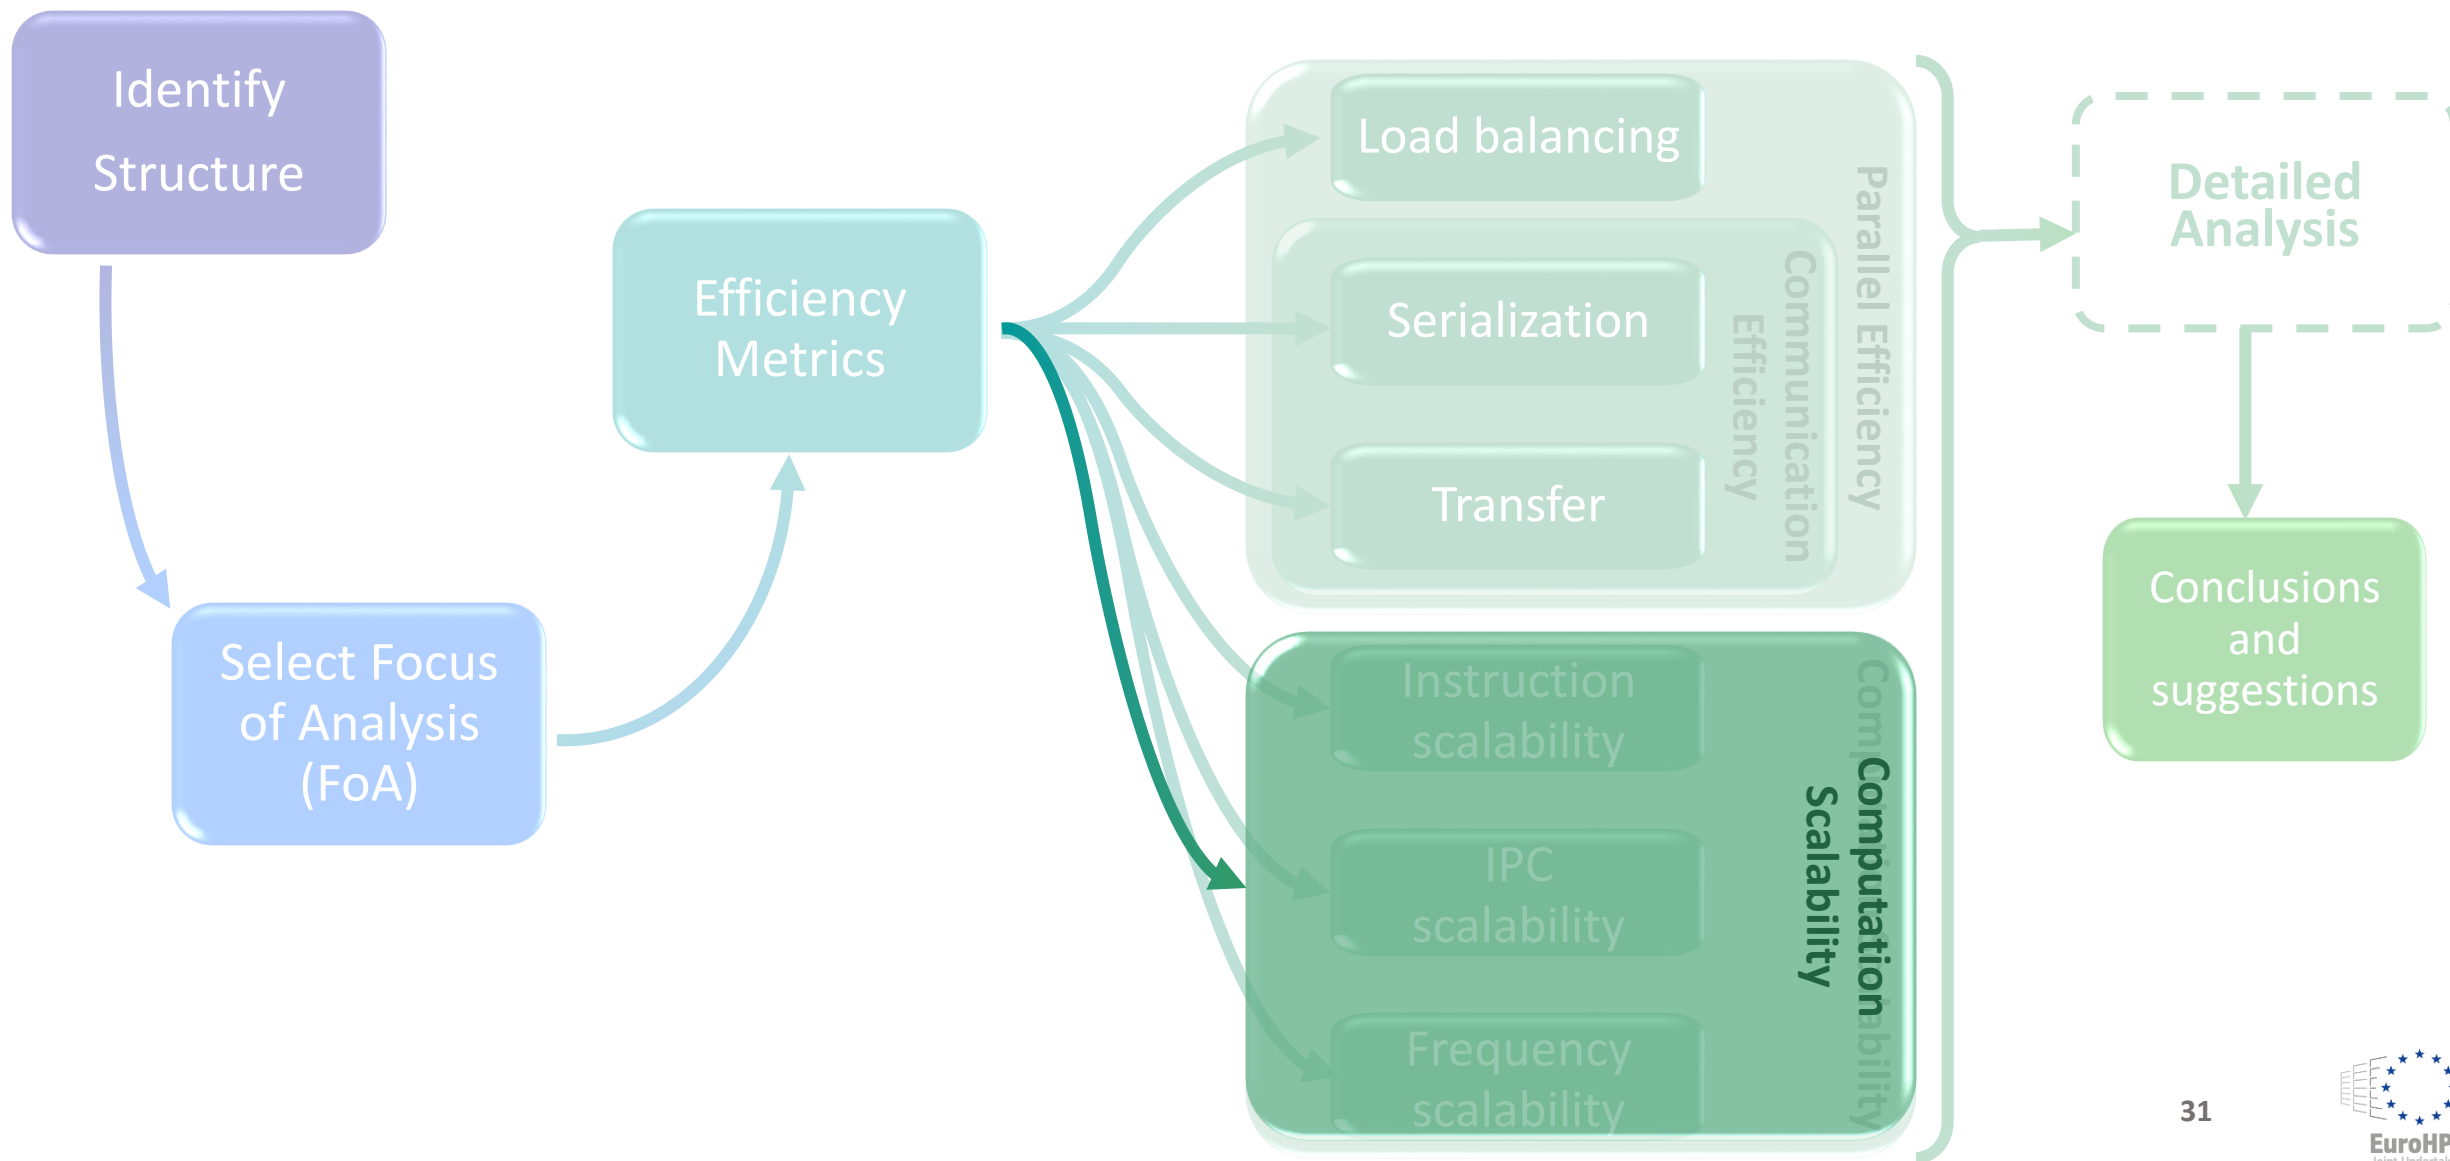 Identify
Structure
Select Focus
of Analysis
(FoA)
Efficiency
Metrics
Load balancing
Serialization
Transfer
Communication
Efficiency
Parallel Efficiency
Instruction
scalability
IPC
scalability
Frequency
scalability
Computation
Scalability
Detailed
Analysis
Conclusions
and
suggestions
31
EuroHP